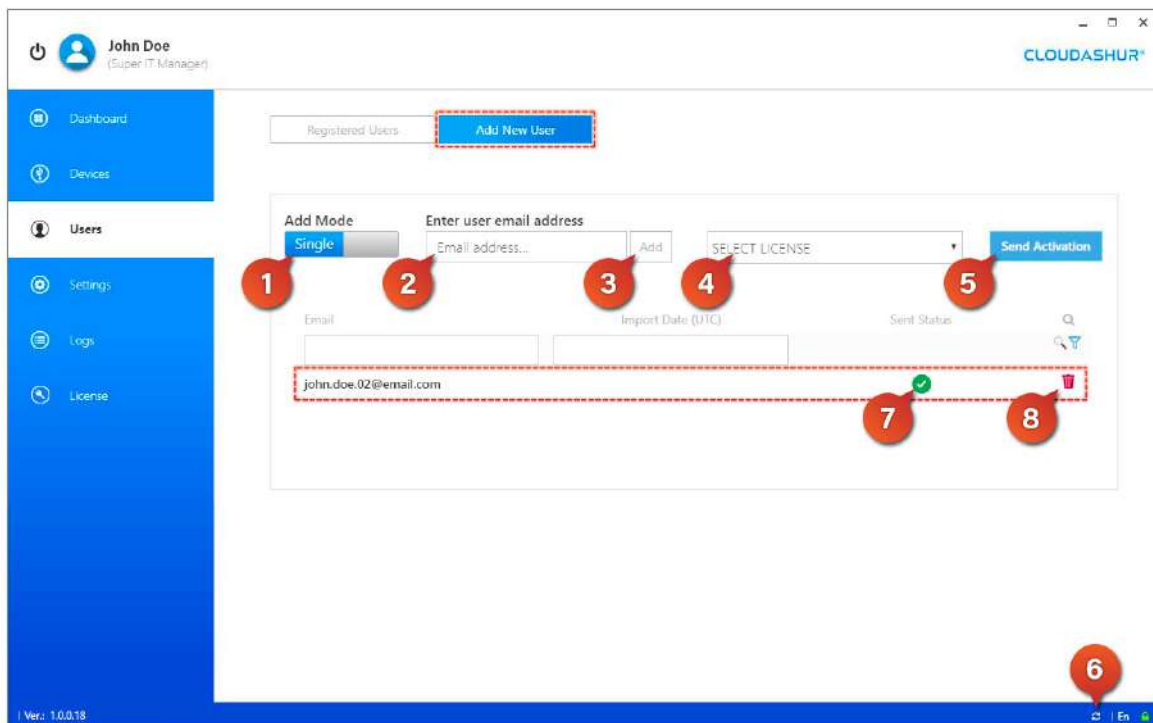 John Doe
(Super IT Manager)
CLOUDASHUR®
Dashboard
Devices
Users
Settings
Logs
License
Registered Users
Add New User
Add Mode
Enter user email address
Single
Email address...
Add
SELECT LICENSE
Send Activation
1
2
3
4
5
Email
Import Date (UTC)
Sent Status
john.doe.02@email.com
7
8
6
| Ver.: 1.0.0.18
| En